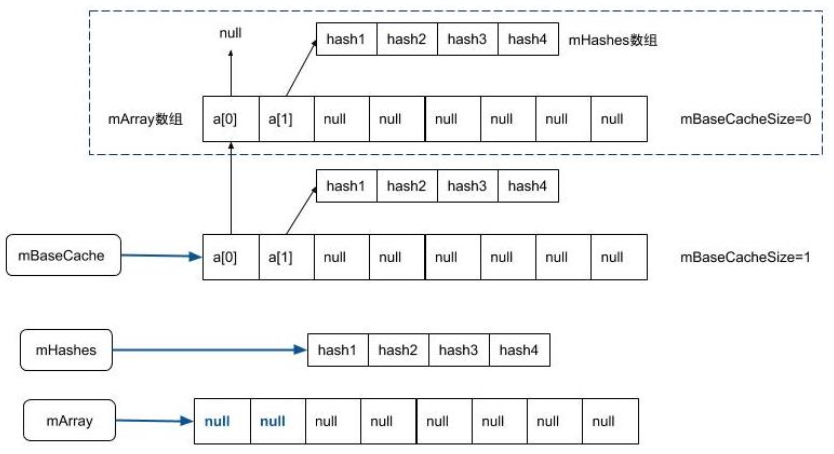 null
hash1 hash2 hash3 hash4 mHashes数组
mArray数组 a[0] a[1] null null null null null null mBaseCacheSize=0
hash1 hash2 hash3 hash4
mBaseCache a[0] a[1] null null null null null null mBaseCacheSize=1
mHashes hash1 hash2 hash3 hash4
mArray null null null null null null null null